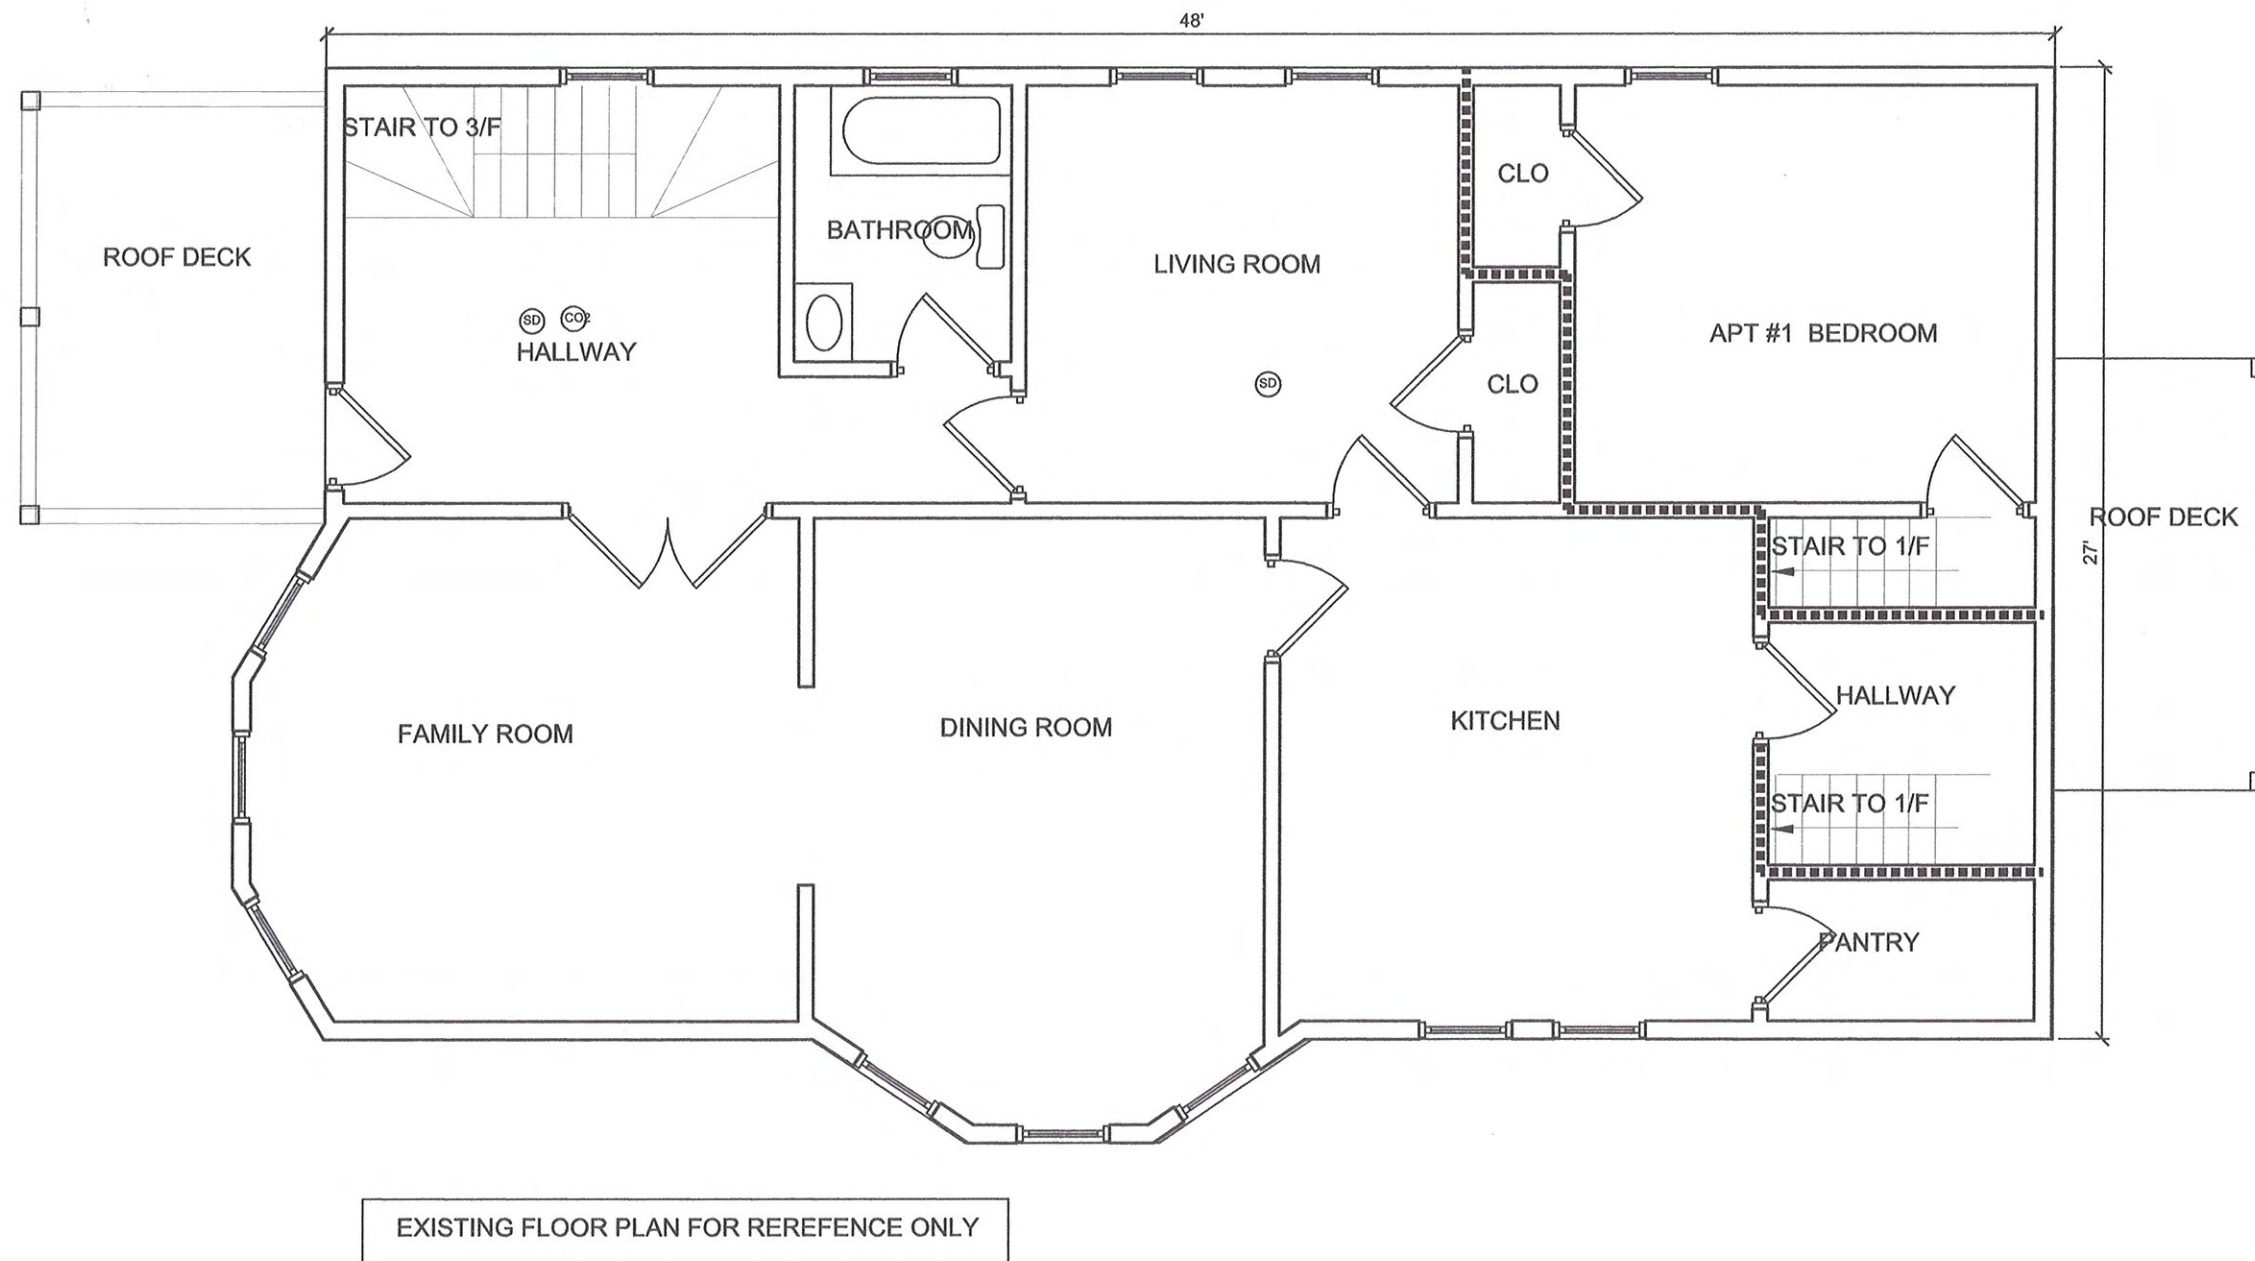 48'
STAIR TO 3/F
CLO
BATHROOM
ROOF DECK
LIVING ROOM
SD
CO2
HALLWAY
APT #1 BEDROOM
SD
CLO
ROOF DECK
STAIR TO 1/F
27'
HALLWAY
FAMILY ROOM
DINING ROOM
KITCHEN
STAIR TO 1/F
PANTRY
EXISTING FLOOR PLAN FOR REREFENCE ONLY